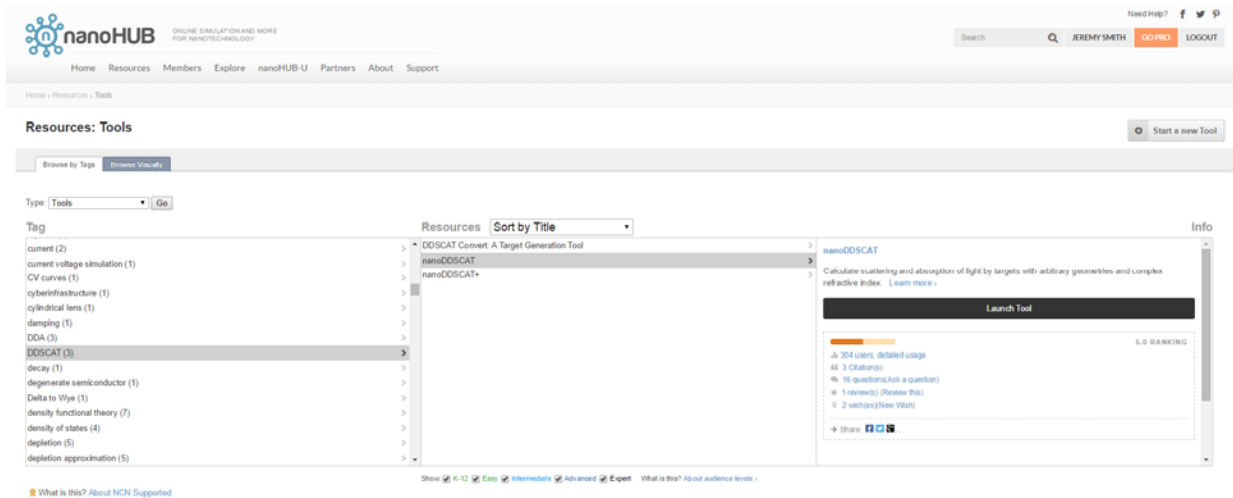 Need Help?
nanoHUB
ONLINE SIMULATION AND MORE
FOR NANOTECHNOLOGY
Search
JEREMY SMITH
GO PRO
LOGOUT
Home Resources Members Explore nanoHUB-U Partners About Support
Home › Resources › Tools
Resources: Tools
Start a new Tool
Browse by Tags
Browse Visually
Type: Tools Go
Tag
Resources Sort by Title
Info
current (2)
current voltage simulation (1)
CV curves (1)
cyberinfrastructure (1)
cylindrical lens (1)
damping (1)
DDA (3)
DDSCAT (3)
decay (1)
degenerate semiconductor (1)
Delta to Wye (1)
density functional theory (7)
density of states (4)
depletion (5)
depletion approximation (5)
DDSCAT Convert: A Target Generation Tool
nanoDDSCAT
nanoDDSCAT+
nanoDDSCAT
Calculate scattering and absorption of light by targets with arbitrary geometries and complex
refractive index. Learn more ›
Launch Tool
5.0 RANKING
304 users, detailed usage
3 Citation(s)
16 questions(Ask a question)
1 review(s) (Review this)
2 wish(es)(New Wish)
Share: ...
Show: K-12 Easy Intermediate Advanced Expert What is this? About audience levels ›
What is this? About NCN Supported